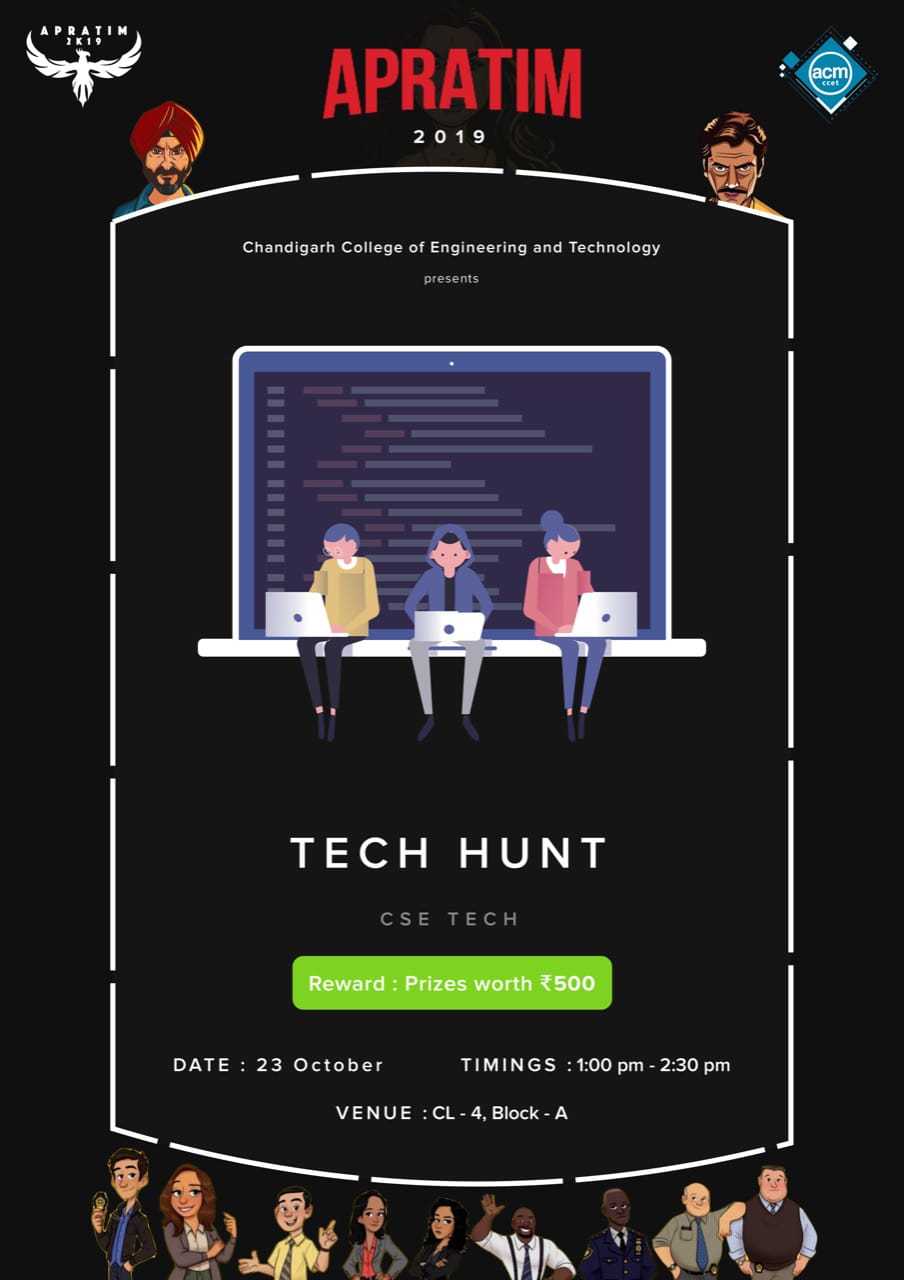 APRATIM
2K19
APRATIM
2019
acm
ccet
Chandigarh College of Engineering and Technology
presents
TECH HUNT
CSE TECH
Reward : Prizes worth ₹500
DATE : 23 October
TIMINGS : 1:00 pm - 2:30 pm
VENUE : CL - 4, Block - A